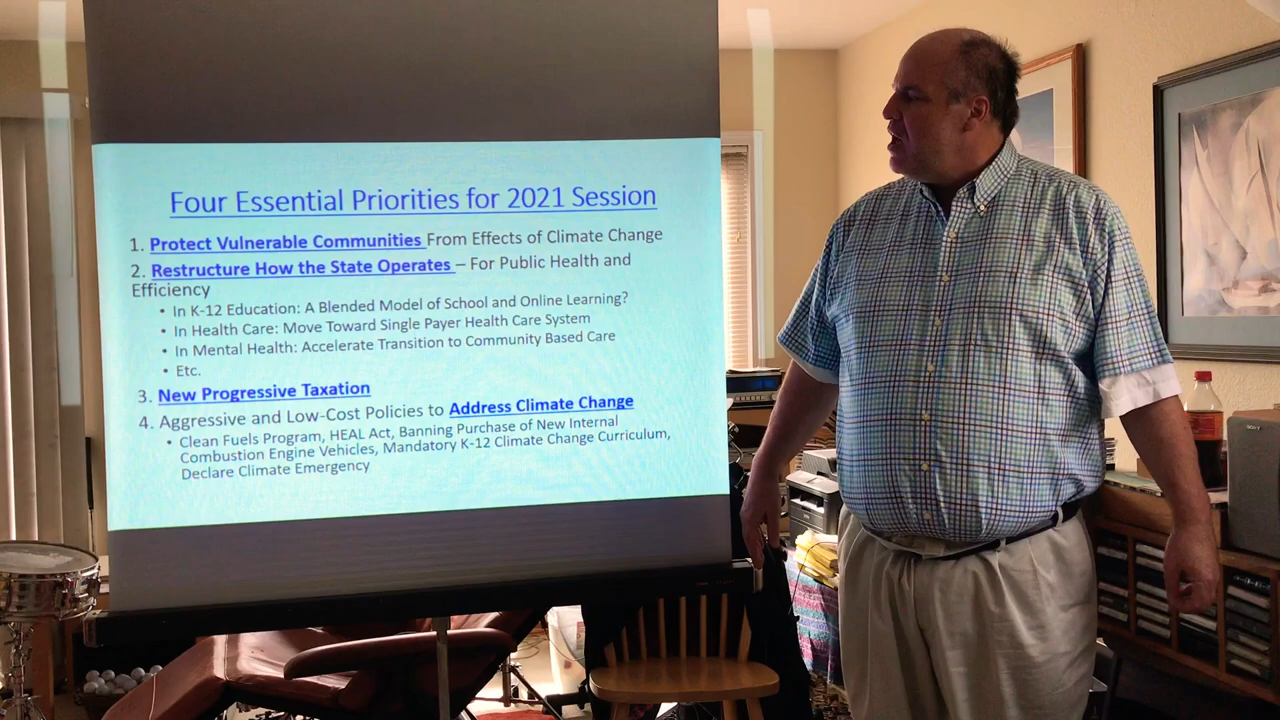 Four Essential Priorities for 2021 Session
1. Protect Vulnerable Communities From Effects of Climate Change
2. Restructure How the State Operates – For Public Health and
Efficiency
• In K-12 Education: A Blended Model of School and Online Learning?
• In Health Care: Move Toward Single Payer Health Care System
• In Mental Health: Accelerate Transition to Community Based Care
• Etc.
3. New Progressive Taxation
4. Aggressive and Low-Cost Policies to Address Climate Change
• Clean Fuels Program, HEAL Act, Banning Purchase of New Internal
Combustion Engine Vehicles, Mandatory K-12 Climate Change Curriculum,
Declare Climate Emergency
SONY